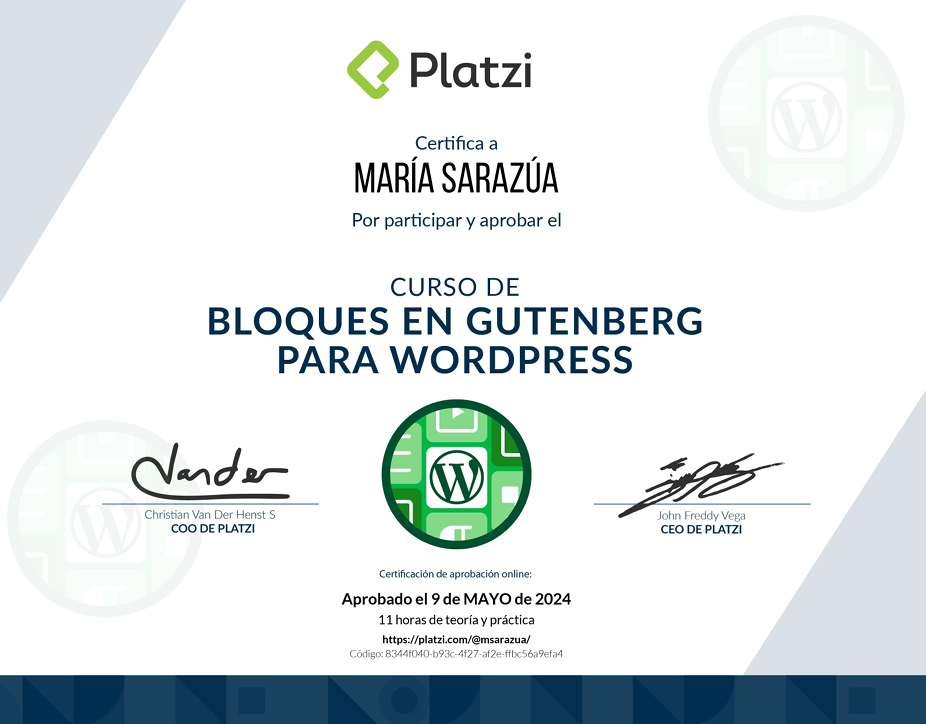 Platzi
Certifica a
MARÍA SARAZÚA
Por participar y aprobar el
CURSO DE
BLOQUES EN GUTENBERG
PARA WORDPRESS
Vander
Christian Van Der Henst S
COO DE PLATZI
John Freddy Vega
CEO DE PLATZI
Certificación de aprobación online:
Aprobado el 9 de MAYO de 2024
11 horas de teoría y práctica
https://platzi.com/@msarazua/
Código: 8344f040-b93c-4f27-af2e-ffbc56a9efa4